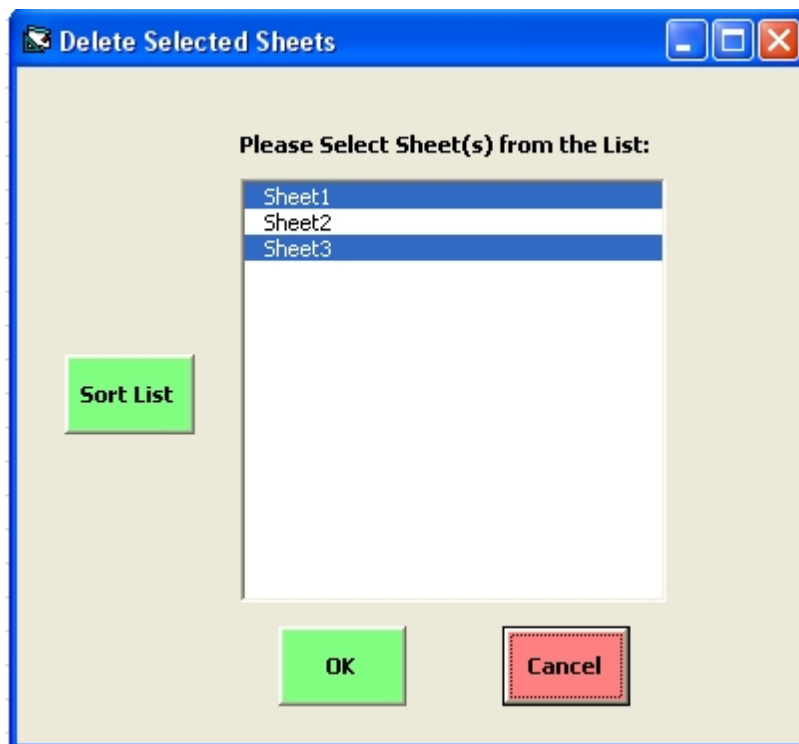 Delete Selected Sheets
Please Select Sheet(s) from the List:
Sheet1
Sheet2
Sheet3
Sort List
OK
Cancel